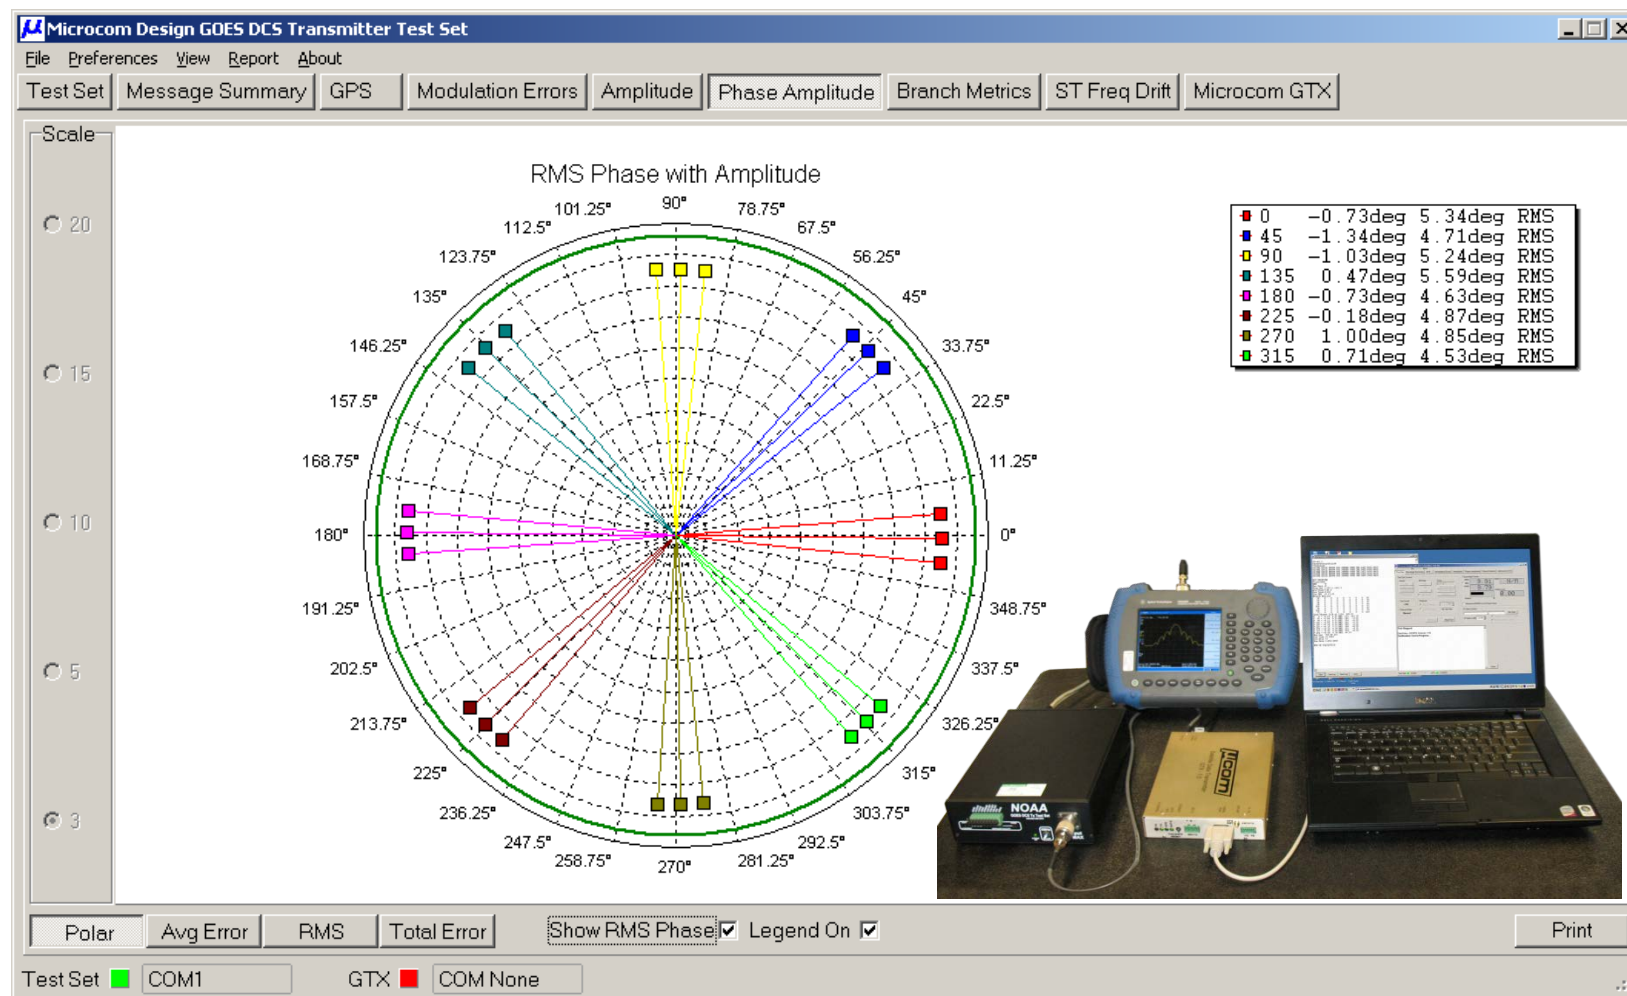 µ Microcom Design GOES DCS Transmitter Test Set
File Preferences View Report About
Test Set Message Summary GPS Modulation Errors Amplitude Phase Amplitude Branch Metrics ST Freq Drift Microcom GTX
Scale
20
15
10
5
3
RMS Phase with Amplitude
90°
101.25° 78.75°
112.5° 67.5°
123.75° 56.25°
135° 45°
146.25° 33.75°
157.5° 22.5°
168.75° 11.25°
180° 0°
191.25° 348.75°
202.5° 337.5°
213.75° 326.25°
225° 315°
236.25° 303.75°
247.5° 292.5°
258.75° 281.25°
270°
0 -0.73deg 5.34deg RMS
45 -1.34deg 4.71deg RMS
90 -1.03deg 5.24deg RMS
135 0.47deg 5.59deg RMS
180 -0.73deg 4.63deg RMS
225 -0.18deg 4.87deg RMS
270 1.00deg 4.85deg RMS
315 0.71deg 4.53deg RMS
NOAA
GOES DCS Tx Test Set
µcom
DELL
Polar Avg Error RMS Total Error Show RMS Phase Legend On Print
Test Set COM1 GTX COM None